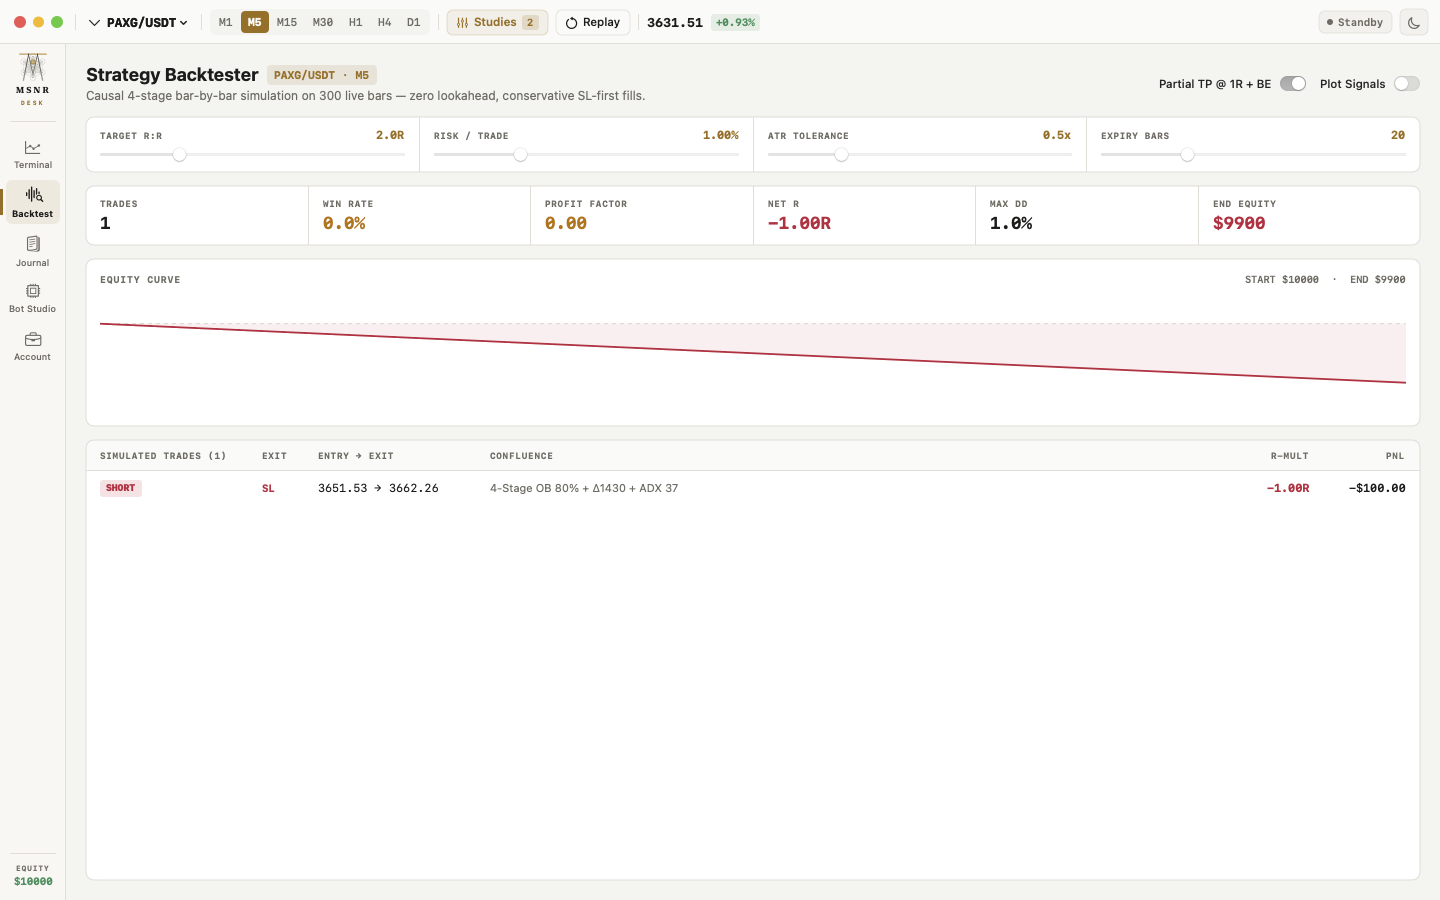 PAXG/USDT
M1 M5 M15 M30 H1 H4 D1
Studies 2
Replay
3631.51 +0.93%
Standby
MSNR
DESK
Terminal
Backtest
Journal
Bot Studio
Account
EQUITY
$10000
Strategy Backtester
PAXG/USDT · M5
Causal 4-stage bar-by-bar simulation on 300 live bars — zero lookahead, conservative SL-first fills.
Partial TP @ 1R + BE
Plot Signals
TARGET R:R 2.0R
RISK / TRADE 1.00%
ATR TOLERANCE 0.5x
EXPIRY BARS 20
TRADES
1
WIN RATE
0.0%
PROFIT FACTOR
0.00
NET R
−1.00R
MAX DD
1.0%
END EQUITY
$9900
EQUITY CURVE
START $10000 · END $9900
SIMULATED TRADES (1) EXIT ENTRY → EXIT CONFLUENCE R-MULT PNL
SHORT SL 3651.53 → 3662.26 4-Stage OB 80% + Δ1430 + ADX 37 −1.00R −$100.00